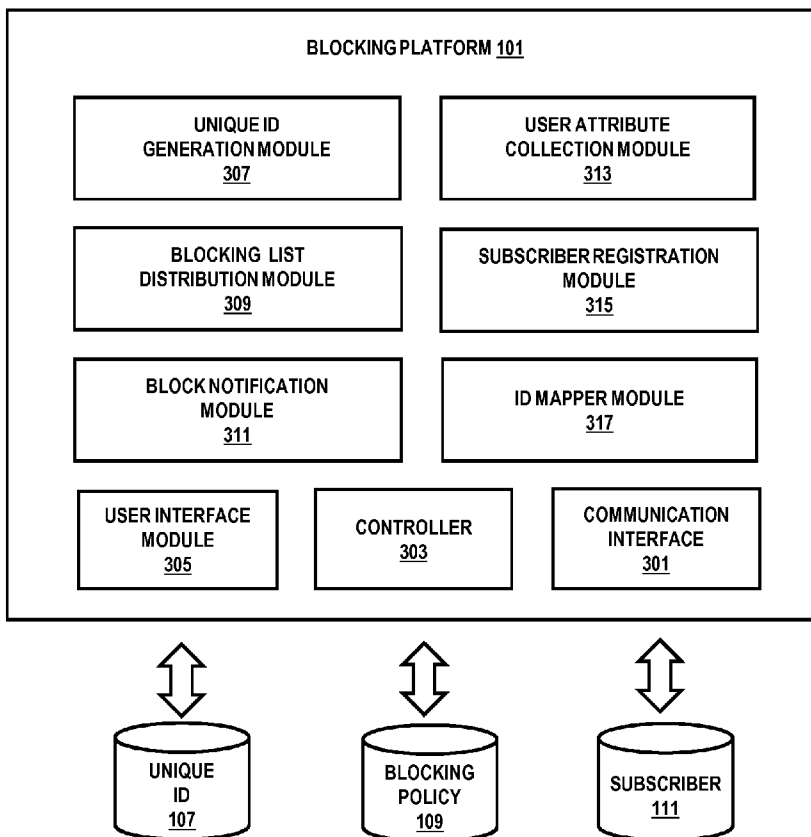 BLOCKING PLATFORM 101
UNIQUE ID
GENERATION MODULE
307
USER ATTRIBUTE
COLLECTION MODULE
313
BLOCKING LIST
DISTRIBUTION MODULE
309
SUBSCRIBER REGISTRATION
MODULE
315
BLOCK NOTIFICATION
MODULE
311
ID MAPPER MODULE
317
USER INTERFACE
MODULE
305
CONTROLLER
303
COMMUNICATION
INTERFACE
301
UNIQUE
ID
107
BLOCKING
POLICY
109
SUBSCRIBER
111